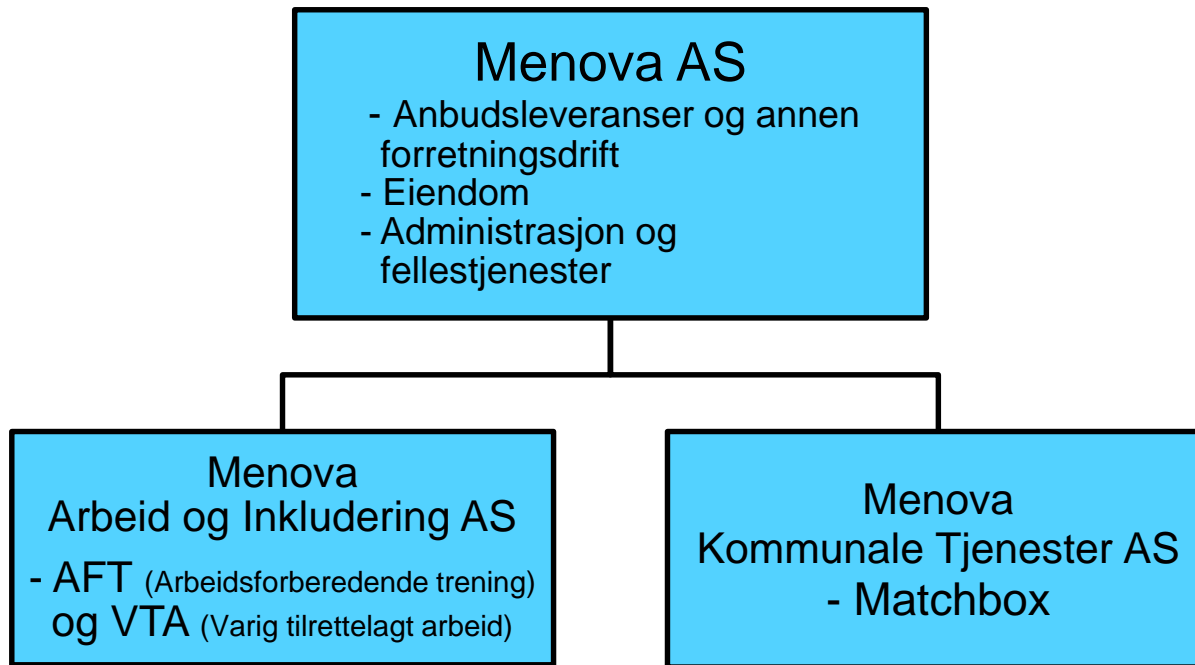 Menova AS
- Anbudsleveranser og annen
forretningsdrift
- Eiendom
- Administrasjon og
fellestjenester
Menova
Arbeid og Inkludering AS
- AFT (Arbeidsforberedende trening)
og VTA (Varig tilrettelagt arbeid)
Menova
Kommunale Tjenester AS
- Matchbox